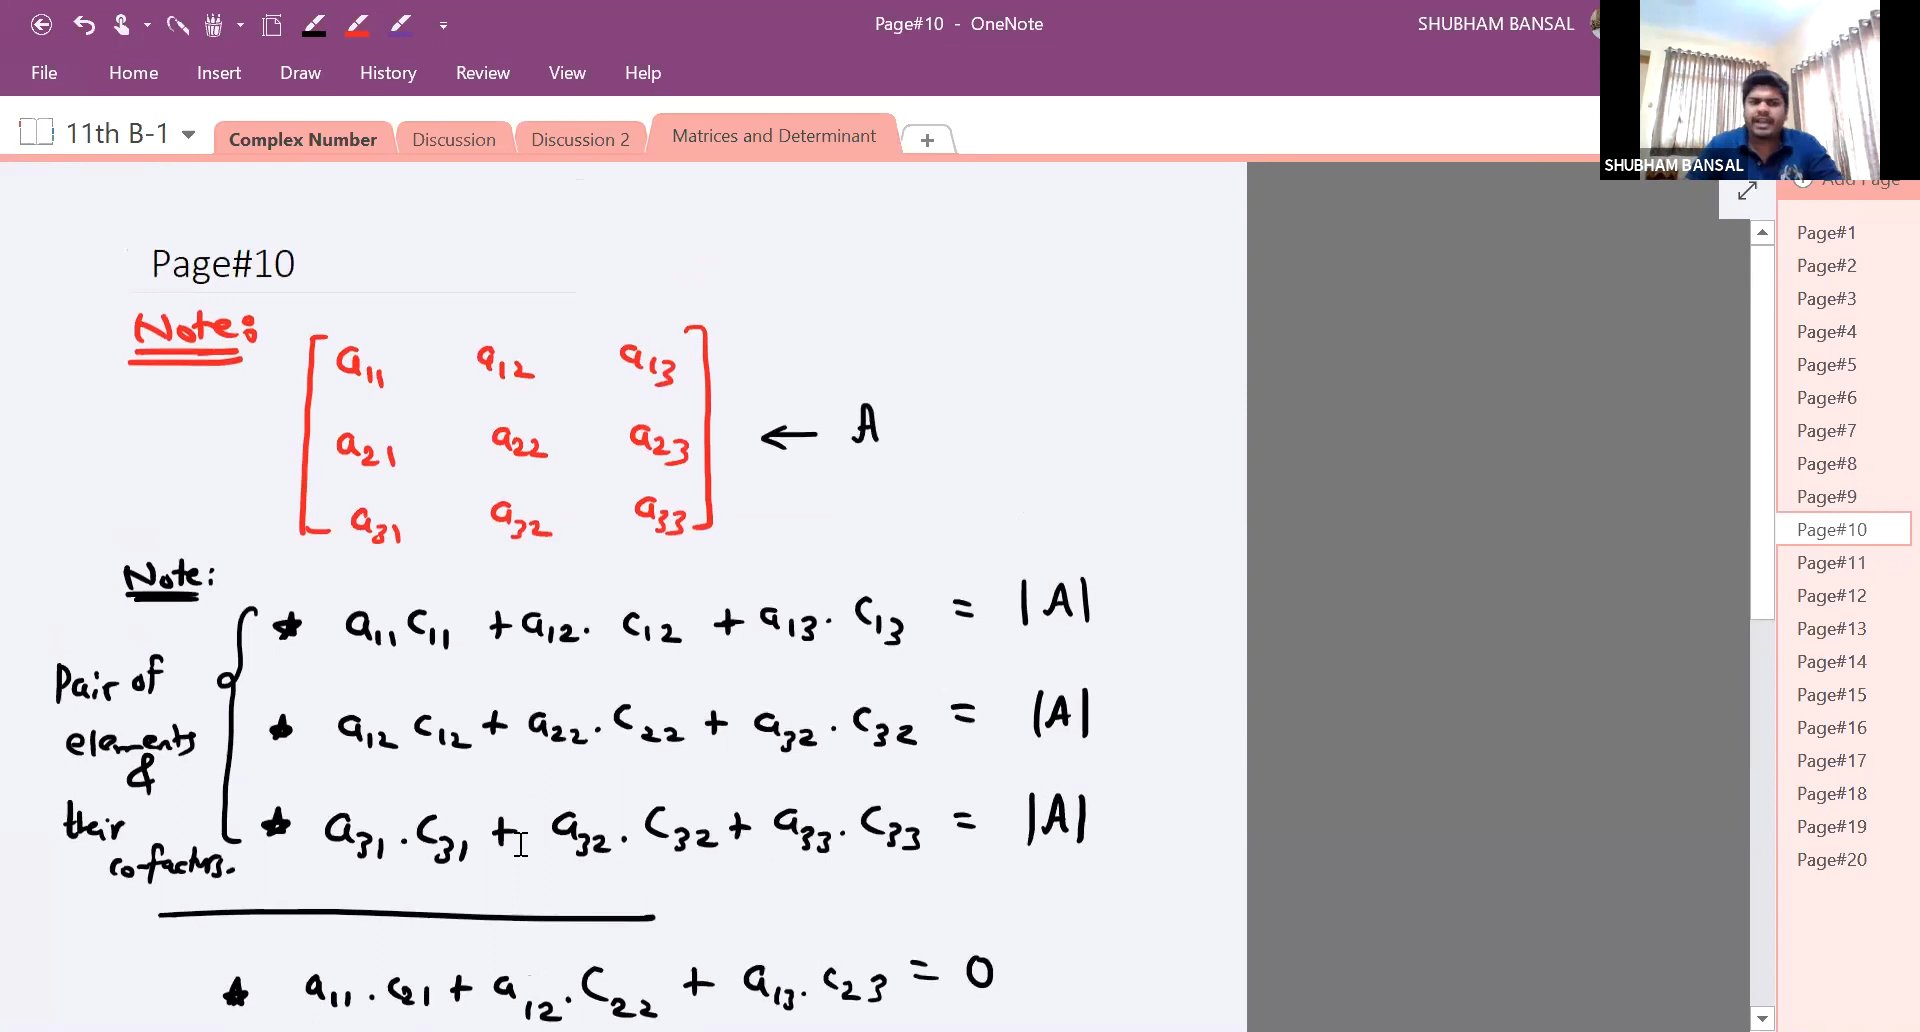 Page#10 - OneNote
SHUBHAM BANSAL
File Home Insert Draw History Review View Help
SHUBHAM BANSAL
11th B-1 Complex Number Discussion Discussion 2 Matrices and Determinant +
Add Page
Page#1
Page#2
Page#3
Page#4
Page#5
Page#6
Page#7
Page#8
Page#9
Page#10
Page#11
Page#12
Page#13
Page#14
Page#15
Page#16
Page#17
Page#18
Page#19
Page#20
Page#10
Note:
a11 a12 a13
a21 a22 a23 ← A
a31 a32 a33
Note:
★ a11 C11 + a12. C12 + a13. C13 = |A|
★ a12 C12 + a22. C22 + a32. C32 = |A|
★ a31. C31 + a32. C32 + a33. C33 = |A|
Pair of
elements
&
their
co-factors.
★ a11. C21 + a12. C22 + a13. C23 = 0